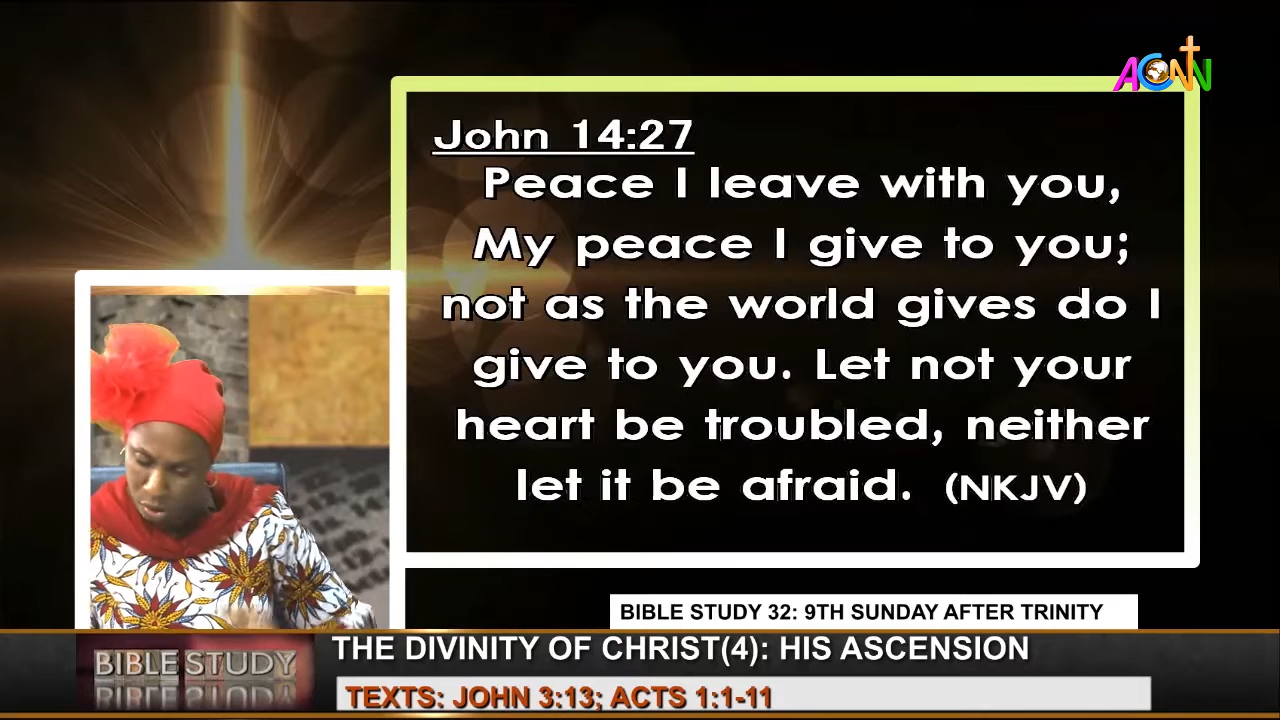 ACNN
John 14:27
Peace I leave with you,
My peace I give to you;
not as the world gives do I
give to you. Let not your
heart be troubled, neither
let it be afraid. (NKJV)
BIBLE STUDY 32: 9TH SUNDAY AFTER TRINITY
BIBLE STUDY
THE DIVINITY OF CHRIST(4): HIS ASCENSION
TEXTS: JOHN 3:13; ACTS 1:1-11